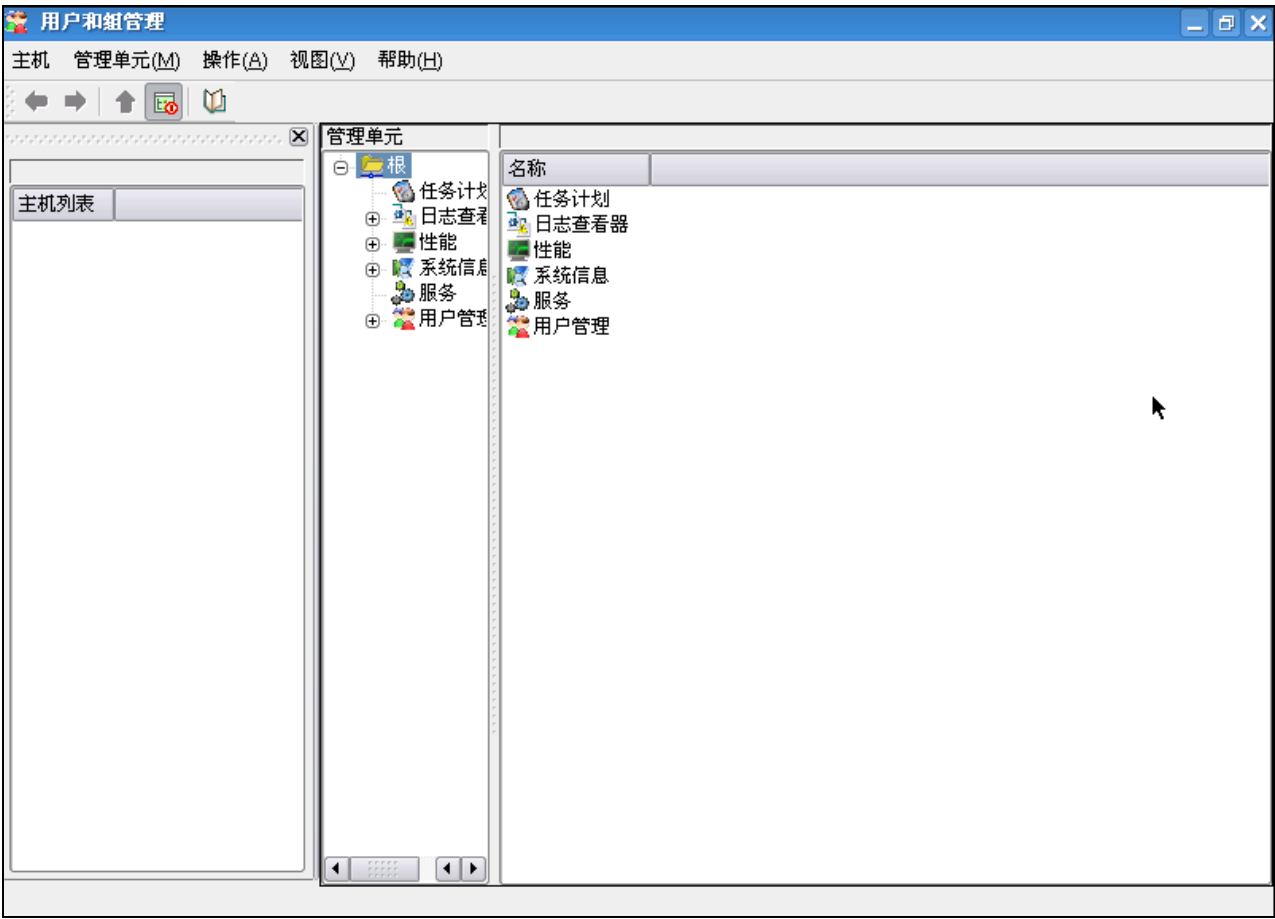 用户和组管理
主机 管理单元(M) 操作(A) 视图(V) 帮助(H)
主机列表
管理单元
根
任务计划
日志查看
性能
系统信息
服务
用户管理
名称
任务计划
日志查看器
性能
系统信息
服务
用户管理